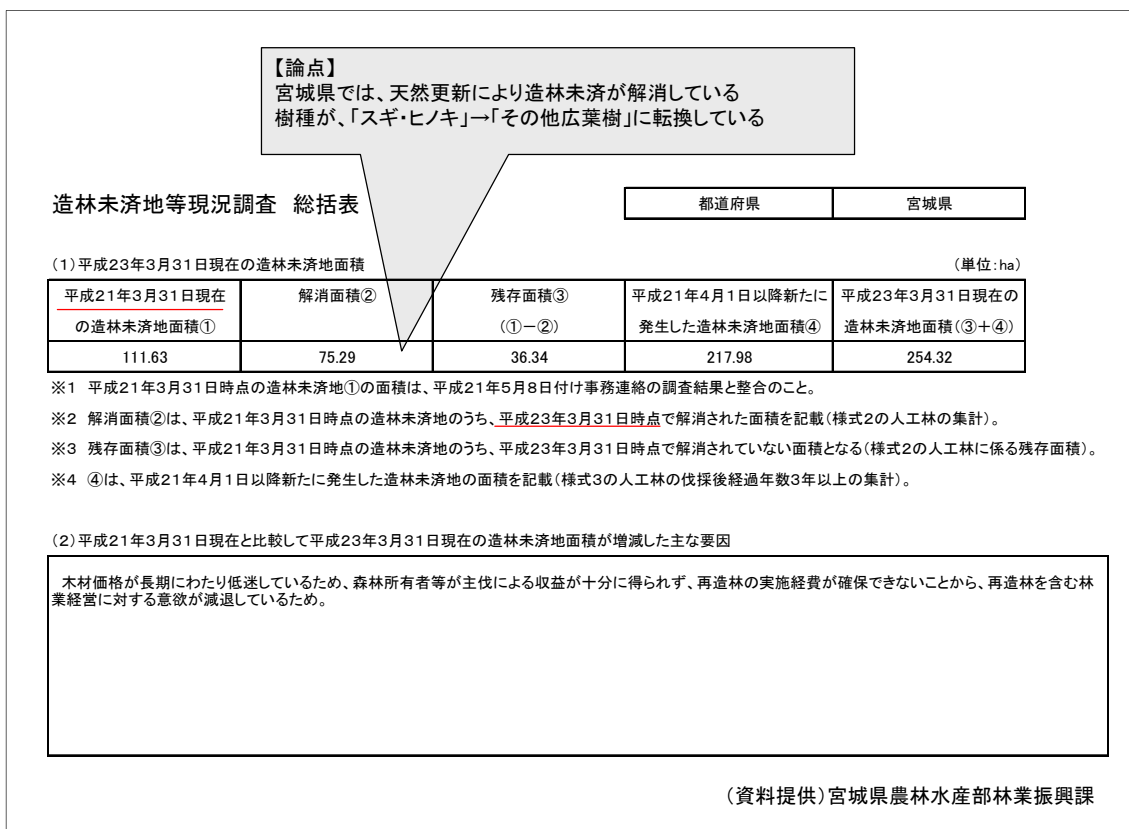 【論点】
宮城県では、天然更新により造林未済が解消している
樹種が、「スギ・ヒノキ」→「その他広葉樹」に転換している
造林未済地等現況調査 総括表
都道府県 宮城県
(1)平成23年3月31日現在の造林未済地面積
(単位:ha)
平成21年3月31日現在
の造林未済地面積①
解消面積②
残存面積③
(①-②)
平成21年4月1日以降新たに
発生した造林未済地面積④
平成23年3月31日現在の
造林未済地面積(③+④)
111.63 75.29 36.34 217.98 254.32
※1 平成21年3月31日時点の造林未済地①の面積は、平成21年5月8日付け事務連絡の調査結果と整合のこと。
※2 解消面積②は、平成21年3月31日時点の造林未済地のうち、平成23年3月31日時点で解消された面積を記載(様式2の人工林の集計)。
※3 残存面積③は、平成21年3月31日時点の造林未済地のうち、平成23年3月31日時点で解消されていない面積となる(様式2の人工林に係る残存面積)。
※4 ④は、平成21年4月1日以降新たに発生した造林未済地の面積を記載(様式3の人工林の伐採後経過年数3年以上の集計)。
(2)平成21年3月31日現在と比較して平成23年3月31日現在の造林未済地面積が増減した主な要因
木材価格が長期にわたり低迷しているため、森林所有者等が主伐による収益が十分に得られず、再造林の実施経費が確保できないことから、再造林を含む林
業経営に対する意欲が減退しているため。
(資料提供)宮城県農林水産部林業振興課